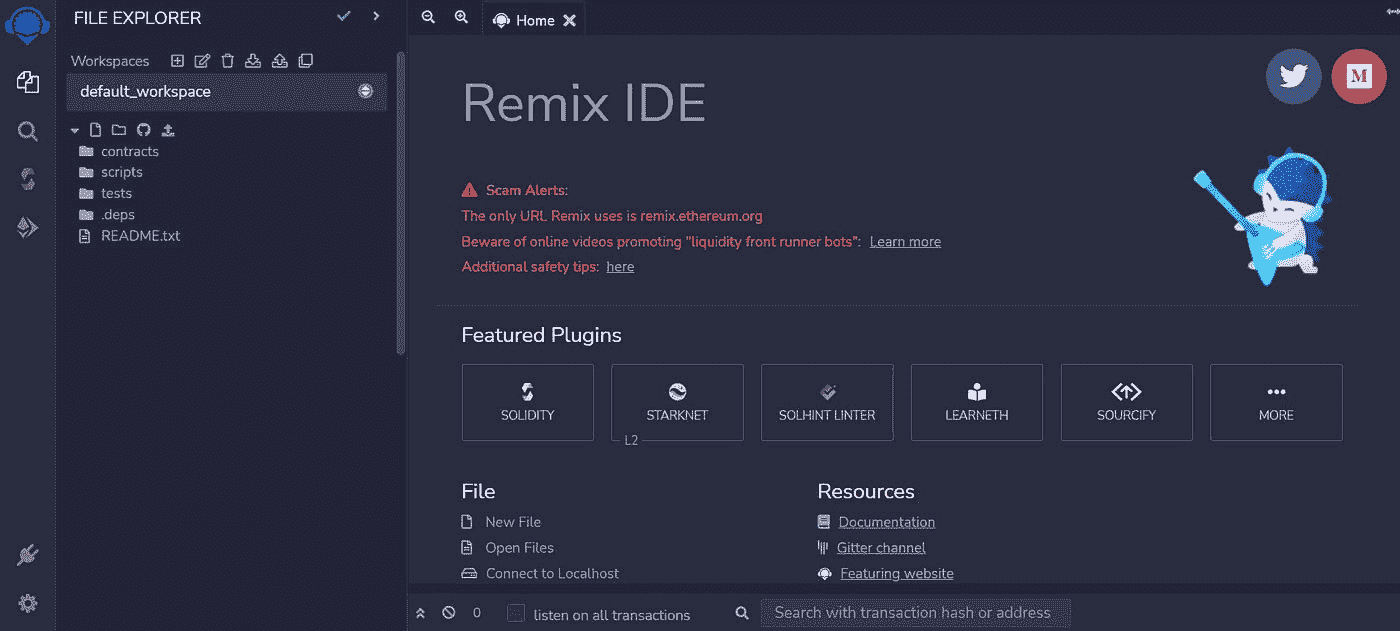 FILE EXPLORER
Workspaces
default_workspace
contracts
scripts
tests
.deps
README.txt
Home
Remix IDE
M
Scam Alerts:
The only URL Remix uses is remix.ethereum.org
Beware of online videos promoting "liquidity front runner bots": Learn more
Additional safety tips: here
Featured Plugins
SOLIDITY
STARKNET
L2
SOLHINT LINTER
LEARNETH
SOURCIFY
MORE
File
New File
Open Files
Connect to Localhost
Resources
Documentation
Gitter channel
Featuring website
0
listen on all transactions
Search with transaction hash or address